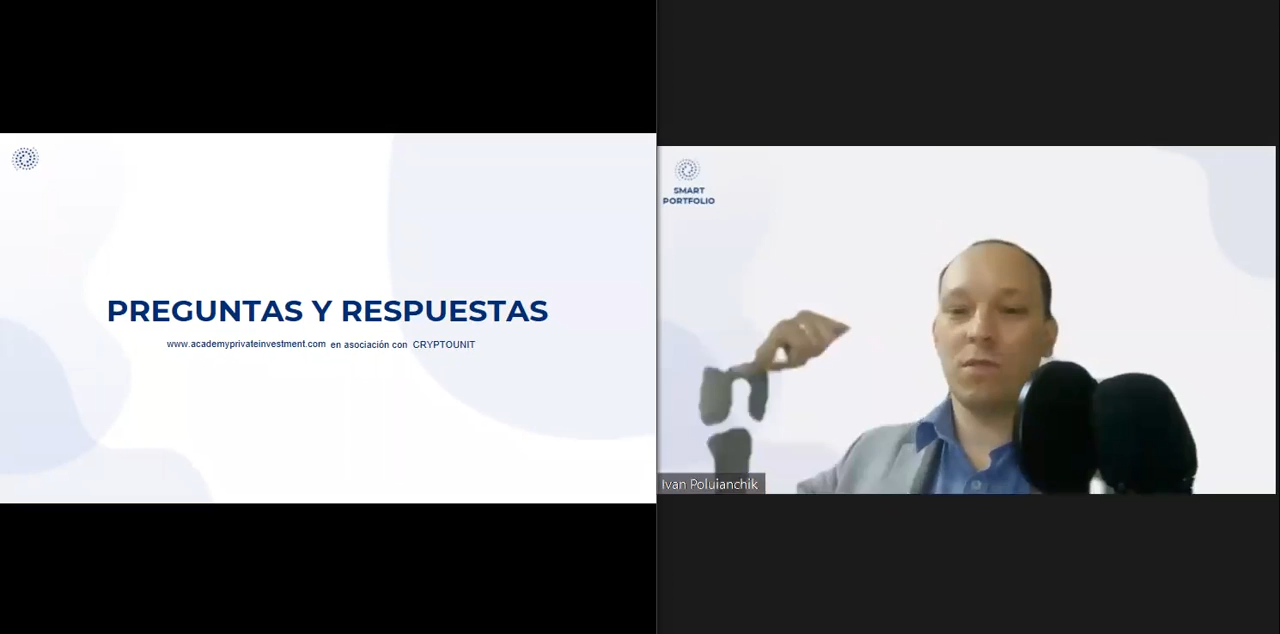 PREGUNTAS Y RESPUESTAS
www.academyprivateinvestment.com en asociación con CRYPTOUNIT
SMART
PORTFOLIO
Ivan Poluianchik